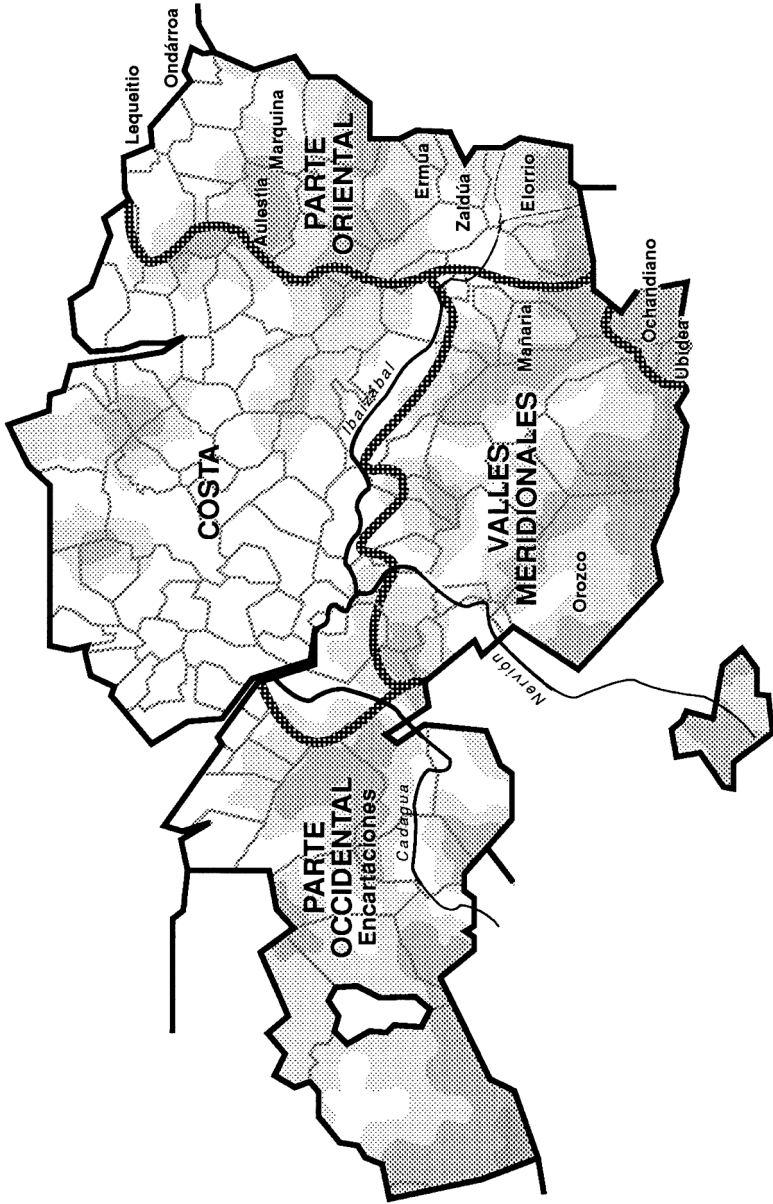 Lequeitio
Ondárroa
COSTA
Aulestia
Marquina
PARTE
ORIENTAL
PARTE
OCCIDENTAL
Encartaciones
Cadagua
Ibaizábal
Ermua
Zaldúa
Elorrio
VALLES
MERIDIONALES
Mañaria
Orozco
Nervión
Ochandiano
Ubidea